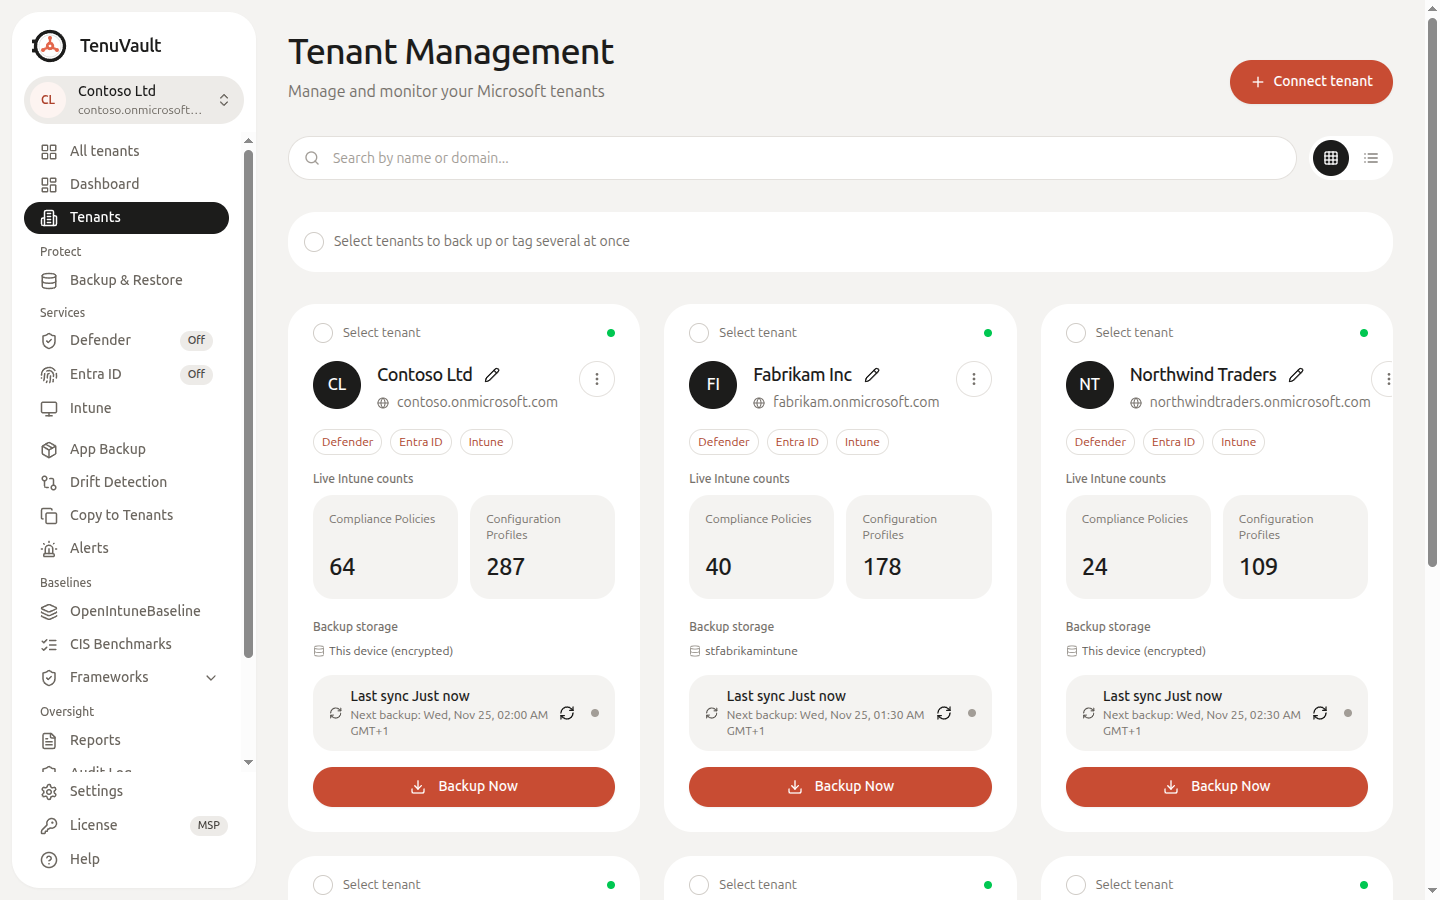 TenuVault
CL
Contoso Ltd
contoso.onmicrosoft...
All tenants
Dashboard
Tenants
Protect
Backup & Restore
Services
Defender Off
Entra ID Off
Intune
App Backup
Drift Detection
Copy to Tenants
Alerts
Baselines
OpenIntuneBaseline
CIS Benchmarks
Frameworks
Oversight
Reports
Audit Log
Settings
License MSP
Help
Tenant Management
Manage and monitor your Microsoft tenants
Connect tenant
Search by name or domain...
Select tenants to back up or tag several at once
Select tenant
CL
Contoso Ltd
contoso.onmicrosoft.com
Defender Entra ID Intune
Live Intune counts
Compliance Policies
64
Configuration
Profiles
287
Backup storage
This device (encrypted)
Last sync Just now
Next backup: Wed, Nov 25, 02:00 AM
GMT+1
Backup Now
Select tenant
FI
Fabrikam Inc
fabrikam.onmicrosoft.com
Defender Entra ID Intune
Live Intune counts
Compliance Policies
40
Configuration
Profiles
178
Backup storage
stfabrikamintune
Last sync Just now
Next backup: Wed, Nov 25, 01:30 AM
GMT+1
Backup Now
Select tenant
NT
Northwind Traders
northwindtraders.onmicrosoft.com
Defender Entra ID Intune
Live Intune counts
Compliance Policies
24
Configuration
Profiles
109
Backup storage
This device (encrypted)
Last sync Just now
Next backup: Wed, Nov 25, 02:30 AM
GMT+1
Backup Now
Select tenant
Select tenant
Select tenant